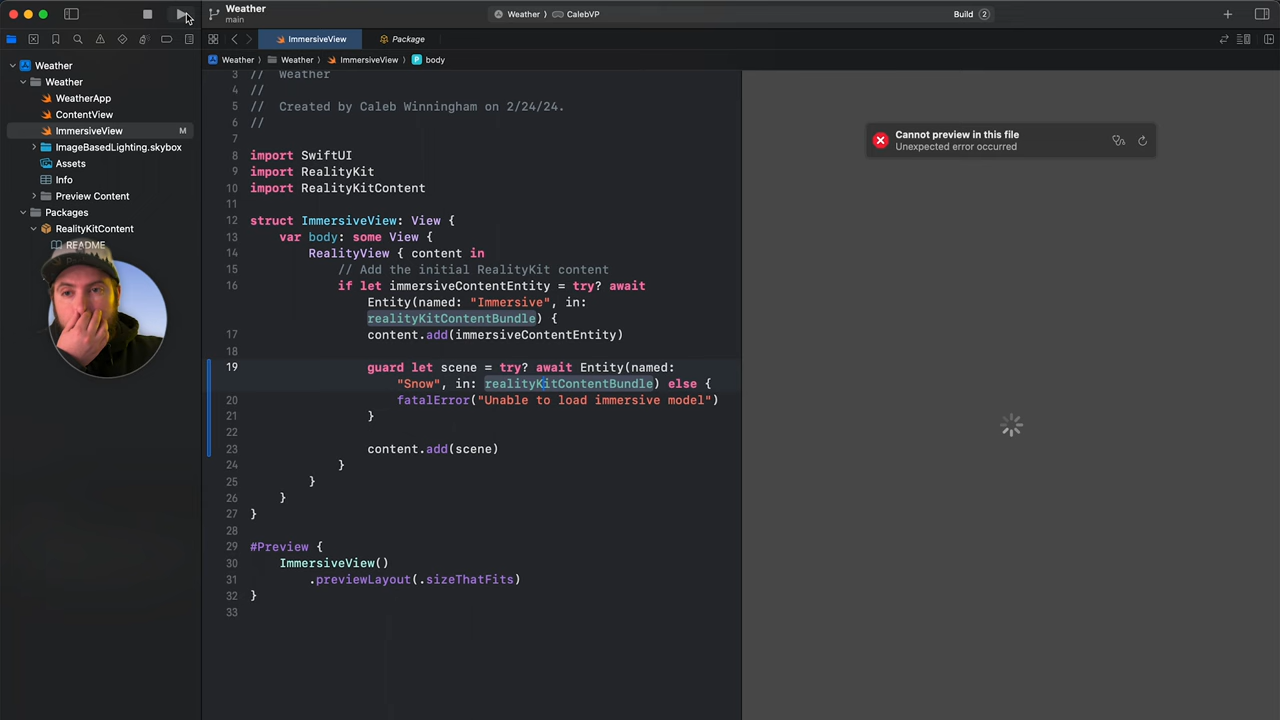 Weather
main
Weather 〉 CalebVP
Build 2
ImmersiveView
Package
Weather 〉 Weather 〉 ImmersiveView 〉 P body
Weather
Weather
WeatherApp
ContentView
ImmersiveView M
ImageBasedLighting.skybox
Assets
Info
Preview Content
Packages
RealityKitContent
README
3 //  Weather
4 //
5 //  Created by Caleb Winningham on 2/24/24.
6 //
7
8 import SwiftUI
9 import RealityKit
10 import RealityKitContent
11
12 struct ImmersiveView: View {
13 var body: some View {
14 RealityView { content in
15 // Add the initial RealityKit content
16 if let immersiveContentEntity = try? await
Entity(named: "Immersive", in:
realityKitContentBundle) {
17 content.add(immersiveContentEntity)
18
19 guard let scene = try? await Entity(named:
"Snow", in: realityKitContentBundle) else {
20 fatalError("Unable to load immersive model")
21 }
22
23 content.add(scene)
24 }
25 }
26 }
27 }
28
29 #Preview {
30 ImmersiveView()
31 .previewLayout(.sizeThatFits)
32 }
33
Cannot preview in this file
Unexpected error occurred